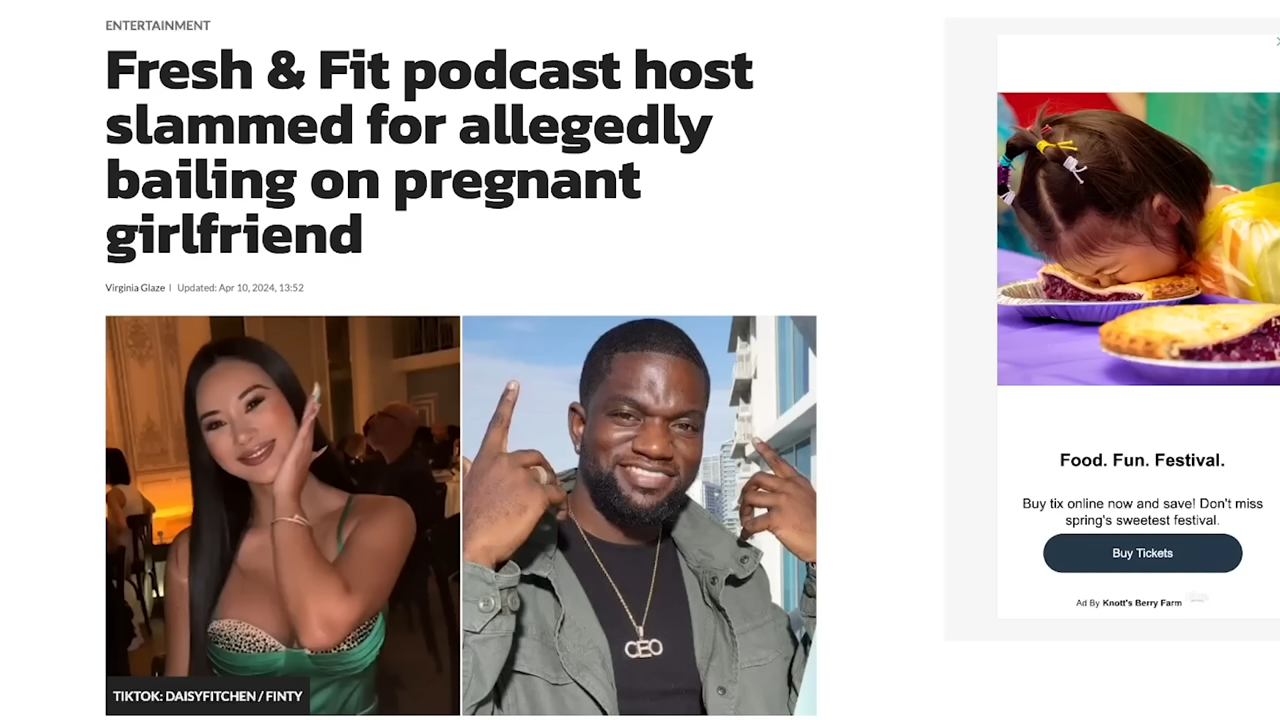 ENTERTAINMENT
Fresh & Fit podcast host
slammed for allegedly
bailing on pregnant
girlfriend
Virginia Glaze | Updated: Apr 10, 2024, 13:52
CEO
TIKTOK: DAISYFITCHEN / FINTY
Food. Fun. Festival.
Buy tix online now and save! Don't miss
spring's sweetest festival.
Buy Tickets
Ad By Knott's Berry Farm